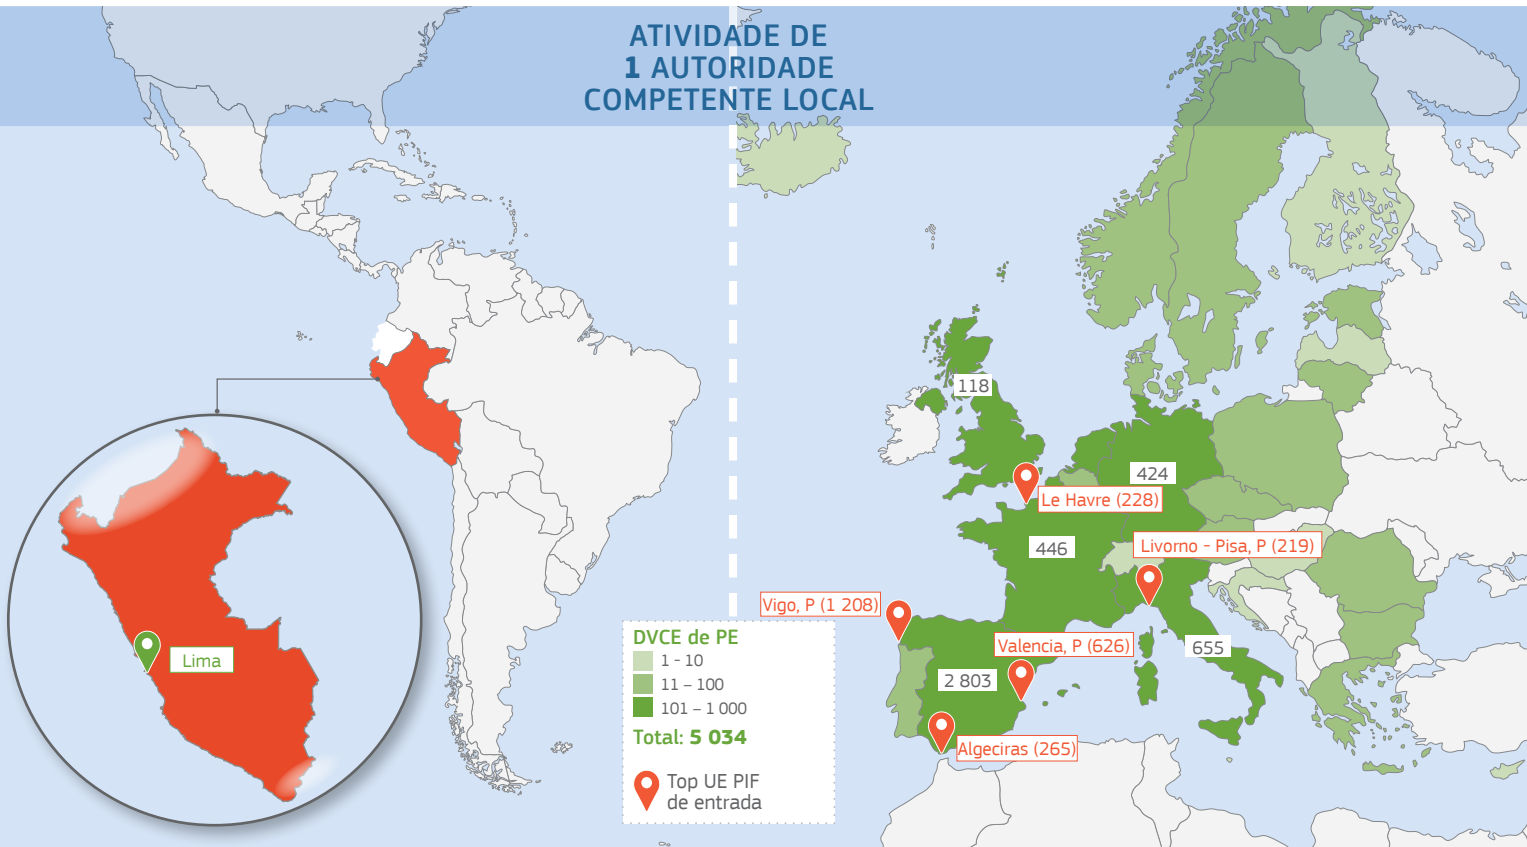 ATIVIDADE DE
1 AUTORIDADE
COMPETENTE LOCAL
118
424
Le Havre (228)
446
Livorno - Pisa, P (219)
Vigo, P (1 208)
Valencia, P (626)
655
2 803
Algeciras (265)
Lima
DVCE de PE
1 - 10
11 – 100
101 – 1 000
Total: 5 034
Top UE PIF
de entrada